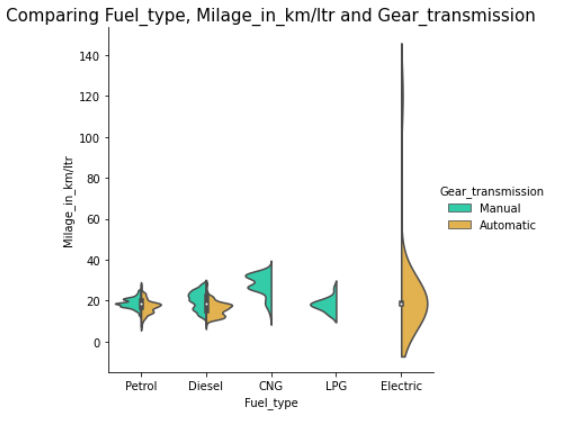 Comparing Fuel_type, Milage_in_km/ltr and Gear_transmission
140
120
100
80
60
40
20
0
Milage_in_km/ltr
Gear_transmission
Manual
Automatic
Petrol Diesel CNG LPG Electric
Fuel_type